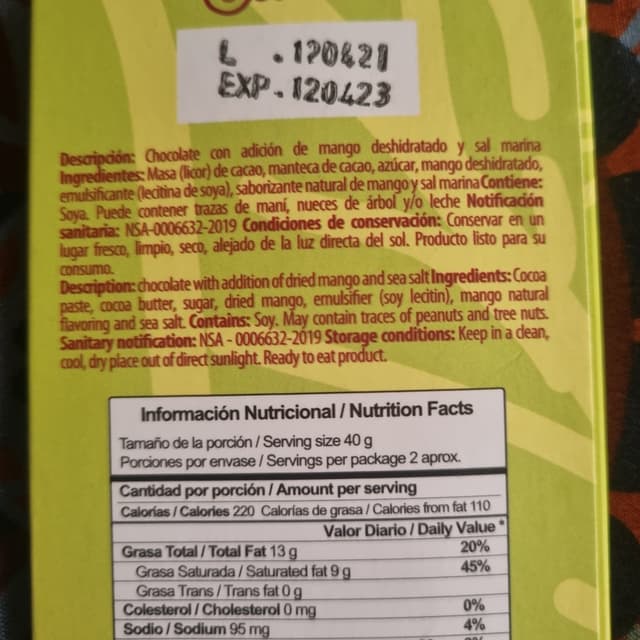 L . 120421
EXP. 120423
Descripción: Chocolate con adición de mango deshidratado y sal marina
Ingredientes: Masa (licor) de cacao, manteca de cacao, azúcar, mango deshidratado,
emulsificante (lecitina de soya), saborizante natural de mango y sal marina Contiene:
Soya. Puede contener trazas de maní, nueces de árbol y/o leche Notificación
sanitaria: NSA-0006632-2019 Condiciones de conservación: Conservar en un
lugar fresco, limpio, seco, alejado de la luz directa del sol. Producto listo para su
consumo.
Description: chocolate with addition of dried mango and sea salt Ingredients: Cocoa
paste, cocoa butter, sugar, dried mango, emulsifier (soy lecitin), mango natural
flavoring and sea salt. Contains: Soy. May contain traces of peanuts and tree nuts.
Sanitary notification: NSA - 0006632-2019 Storage conditions: Keep in a clean,
cool, dry place out of direct sunlight. Ready to eat product.
Información Nutricional / Nutrition Facts
Tamaño de la porción / Serving size 40 g
Porciones por envase / Servings per package 2 aprox.
Cantidad por porción / Amount per serving
Calorías / Calories 220 Calorías de grasa / Calories from fat 110
Valor Diario / Daily Value *
Grasa Total / Total Fat 13 g 20%
Grasa Saturada / Saturated fat 9 g 45%
Grasa Trans / Trans fat 0 g
Colesterol / Cholesterol 0 mg 0%
Sodio / Sodium 95 mg 4%